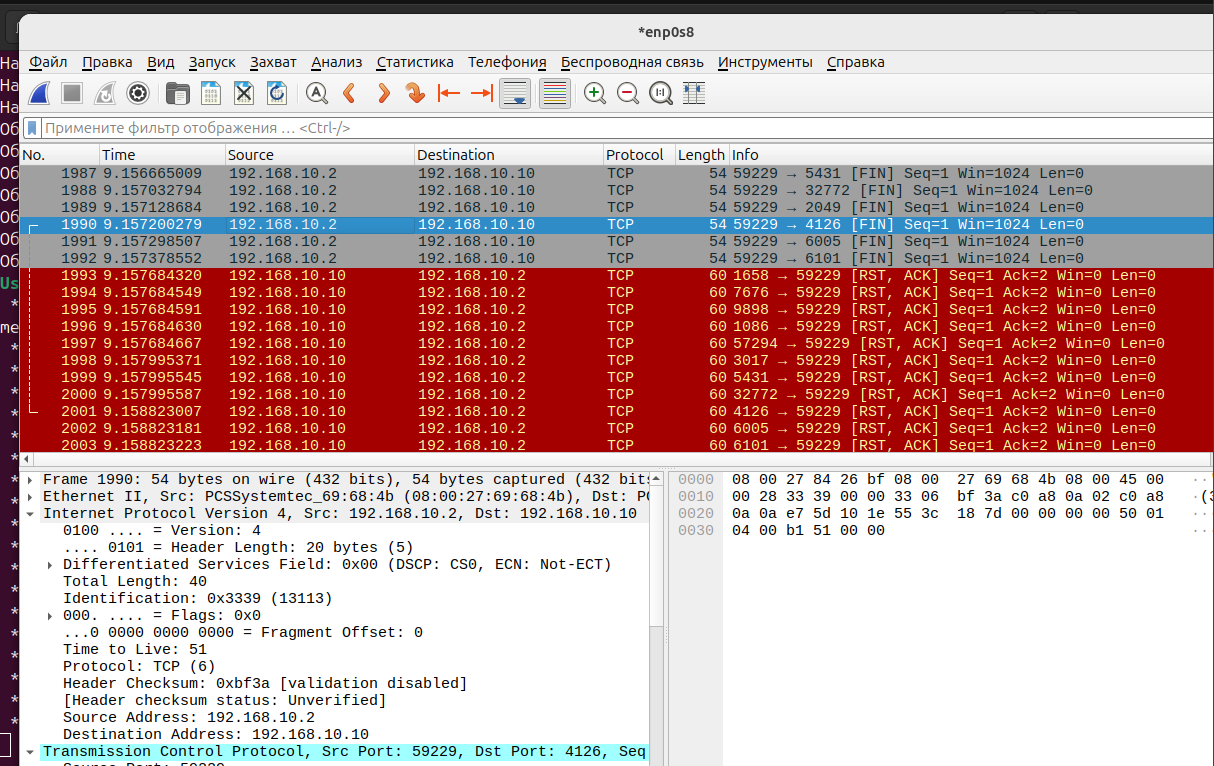 *enp0s8
Файл Правка Вид Запуск Захват Анализ Статистика Телефония Беспроводная связь Инструменты Справка
Примените фильтр отображения … <Ctrl-/>
No. Time Source Destination Protocol Length Info
1987 9.156665009 192.168.10.2 192.168.10.10 TCP 54 59229 → 5431 [FIN] Seq=1 Win=1024 Len=0
1988 9.157032794 192.168.10.2 192.168.10.10 TCP 54 59229 → 32772 [FIN] Seq=1 Win=1024 Len=0
1989 9.157128684 192.168.10.2 192.168.10.10 TCP 54 59229 → 2049 [FIN] Seq=1 Win=1024 Len=0
1990 9.157200279 192.168.10.2 192.168.10.10 TCP 54 59229 → 4126 [FIN] Seq=1 Win=1024 Len=0
1991 9.157298507 192.168.10.2 192.168.10.10 TCP 54 59229 → 6005 [FIN] Seq=1 Win=1024 Len=0
1992 9.157378552 192.168.10.2 192.168.10.10 TCP 54 59229 → 6101 [FIN] Seq=1 Win=1024 Len=0
1993 9.157684320 192.168.10.10 192.168.10.2 TCP 60 1658 → 59229 [RST, ACK] Seq=1 Ack=2 Win=0 Len=0
1994 9.157684549 192.168.10.10 192.168.10.2 TCP 60 7676 → 59229 [RST, ACK] Seq=1 Ack=2 Win=0 Len=0
1995 9.157684591 192.168.10.10 192.168.10.2 TCP 60 9898 → 59229 [RST, ACK] Seq=1 Ack=2 Win=0 Len=0
1996 9.157684630 192.168.10.10 192.168.10.2 TCP 60 1086 → 59229 [RST, ACK] Seq=1 Ack=2 Win=0 Len=0
1997 9.157684667 192.168.10.10 192.168.10.2 TCP 60 57294 → 59229 [RST, ACK] Seq=1 Ack=2 Win=0 Len=0
1998 9.157995371 192.168.10.10 192.168.10.2 TCP 60 3017 → 59229 [RST, ACK] Seq=1 Ack=2 Win=0 Len=0
1999 9.157995545 192.168.10.10 192.168.10.2 TCP 60 5431 → 59229 [RST, ACK] Seq=1 Ack=2 Win=0 Len=0
2000 9.157995587 192.168.10.10 192.168.10.2 TCP 60 32772 → 59229 [RST, ACK] Seq=1 Ack=2 Win=0 Len=0
2001 9.158823007 192.168.10.10 192.168.10.2 TCP 60 4126 → 59229 [RST, ACK] Seq=1 Ack=2 Win=0 Len=0
2002 9.158823181 192.168.10.10 192.168.10.2 TCP 60 6005 → 59229 [RST, ACK] Seq=1 Ack=2 Win=0 Len=0
2003 9.158823223 192.168.10.10 192.168.10.2 TCP 60 6101 → 59229 [RST, ACK] Seq=1 Ack=2 Win=0 Len=0
Frame 1990: 54 bytes on wire (432 bits), 54 bytes captured (432 bits
Ethernet II, Src: PCSSystemtec_69:68:4b (08:00:27:69:68:4b), Dst: PC
Internet Protocol Version 4, Src: 192.168.10.2, Dst: 192.168.10.10
0100 .... = Version: 4
.... 0101 = Header Length: 20 bytes (5)
Differentiated Services Field: 0x00 (DSCP: CS0, ECN: Not-ECT)
Total Length: 40
Identification: 0x3339 (13113)
000. .... = Flags: 0x0
...0 0000 0000 0000 = Fragment Offset: 0
Time to Live: 51
Protocol: TCP (6)
Header Checksum: 0xbf3a [validation disabled]
[Header checksum status: Unverified]
Source Address: 192.168.10.2
Destination Address: 192.168.10.10
Transmission Control Protocol, Src Port: 59229, Dst Port: 4126, Seq
0000 08 00 27 84 26 bf 08 00 27 69 68 4b 08 00 45 00
0010 00 28 33 39 00 00 33 06 bf 3a c0 a8 0a 02 c0 a8 ·(3
0020 0a 0a e7 5d 10 1e 55 3c 18 7d 00 00 00 00 50 01
0030 04 00 b1 51 00 00